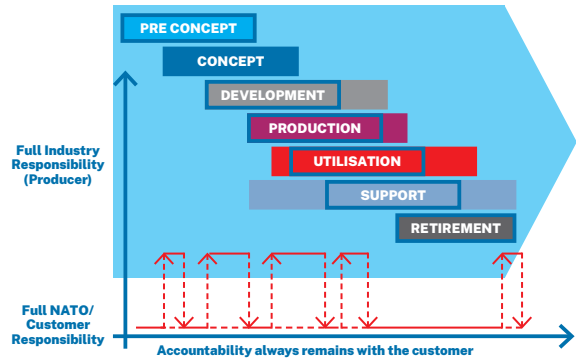 PRE CONCEPT
CONCEPT
DEVELOPMENT
PRODUCTION
Full Industry
Responsibility
(Producer)
UTILISATION
SUPPORT
RETIREMENT
Full NATO/
Customer
Responsibility
Accountability always remains with the customer